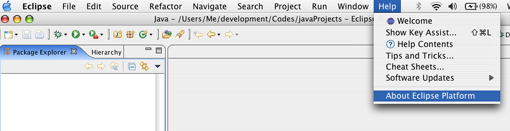 Eclipse File Edit Source Refactor Navigate Search Project Run Window Help (98%)
Java - /Users/Me/development/Codes/javaProjects - Eclips
Package Explorer Hierarchy
Welcome
Show Key Assist... ⇧⌘L
Help Contents
Tips and Tricks...
Cheat Sheets...
Software Updates
About Eclipse Platform